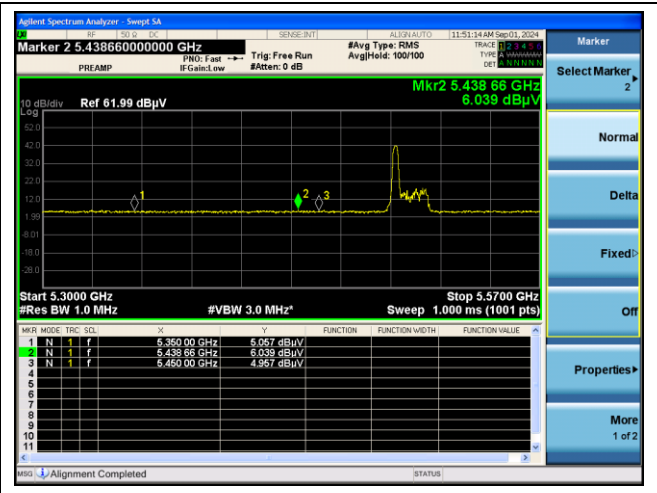 Agilent Spectrum Analyzer - Swept SA
RF 50 Ω DC SENSE:INT ALIGN AUTO 11:51:14 AM Sep 01, 2024
Marker 2 5.438660000000 GHz
PREAMP
PNO: Fast
IFGain:Low
Trig: Free Run
#Atten: 0 dB
#Avg Type: RMS
Avg|Hold: 100/100
TRACE 1 2 3 4 5 6
TYPE A WWWWW
DET A N N N N N
Mkr2 5.438 66 GHz
6.039 dBµV
10 dB/div Ref 61.99 dBµV
Log
52.0
42.0
32.0
22.0
12.0
1.99
-8.01
-18.0
-28.0
1
2
3
Start 5.3000 GHz Stop 5.5700 GHz
#Res BW 1.0 MHz #VBW 3.0 MHz* Sweep 1.000 ms (1001 pts)
MKR MODE TRC SCL X Y FUNCTION FUNCTION WIDTH FUNCTION VALUE
1 N 1 f 5.350 00 GHz 5.057 dBµV
2 N 1 f 5.438 66 GHz 6.039 dBµV
3 N 1 f 5.450 00 GHz 4.957 dBµV
4
5
6
7
8
9
10
11
MSG Alignment Completed STATUS
Marker
Select Marker
2
Normal
Delta
Fixed
Off
Properties
More
1 of 2